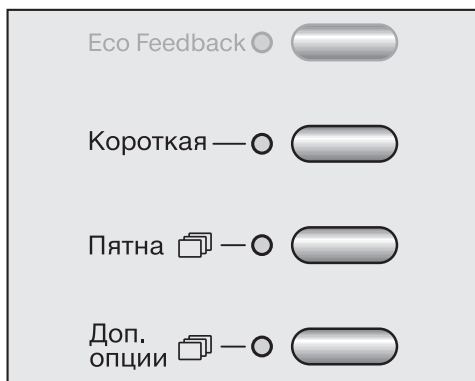 Eco Feedback
Короткая
Пятна
Доп.
опции